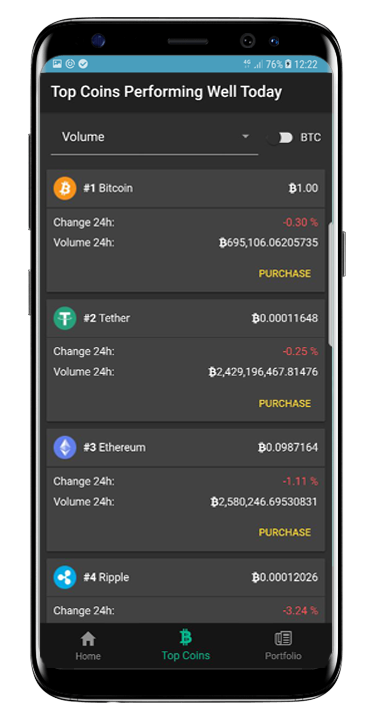 76% 12:22
Top Coins Performing Well Today
Volume BTC
#1 Bitcoin ₿1.00
Change 24h: -0.30 %
Volume 24h: ₿695,106.06205735
PURCHASE
#2 Tether ₿0.00011648
Change 24h: -0.25 %
Volume 24h: ₿2,429,196,467.81476
PURCHASE
#3 Ethereum ₿0.0987164
Change 24h: -1.11 %
Volume 24h: ₿2,580,246.69530831
PURCHASE
#4 Ripple ₿0.00012026
Change 24h: -3.24 %
Home Top Coins Portfolio